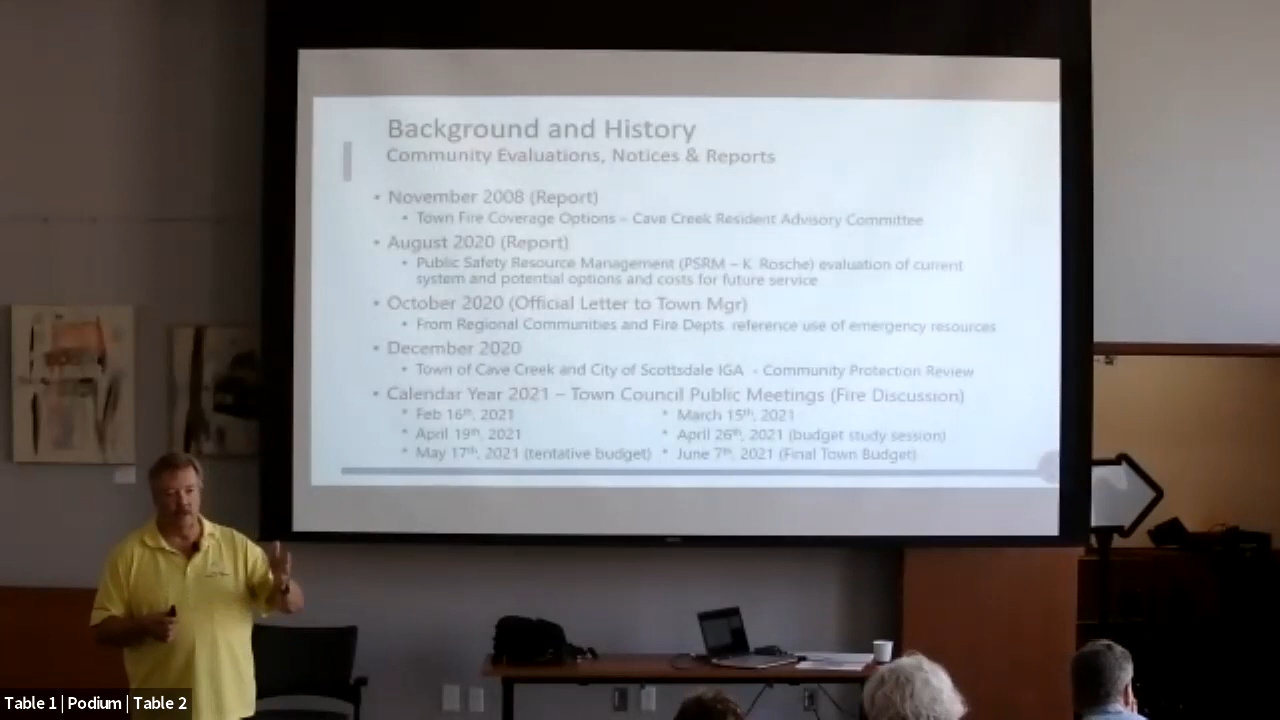 Background and History
Community Evaluations, Notices & Reports
• November 2008 (Report)
• Town Fire Coverage Options – Cave Creek Resident Advisory Committee
• August 2020 (Report)
• Public Safety Resource Management (PSRM – K. Rosche) evaluation of current
system and potential options and costs for future service
• October 2020 (Official Letter to Town Mgr)
• From Regional Communities and Fire Depts. reference use of emergency resources
• December 2020
• Town of Cave Creek and City of Scottsdale IGA - Community Protection Review
• Calendar Year 2021 – Town Council Public Meetings (Fire Discussion)
• Feb 16th, 2021 • March 15th, 2021
• April 19th, 2021 • April 26th, 2021 (budget study session)
• May 17th, 2021 (tentative budget) • June 7th, 2021 (Final Town Budget)
Table 1 | Podium | Table 2